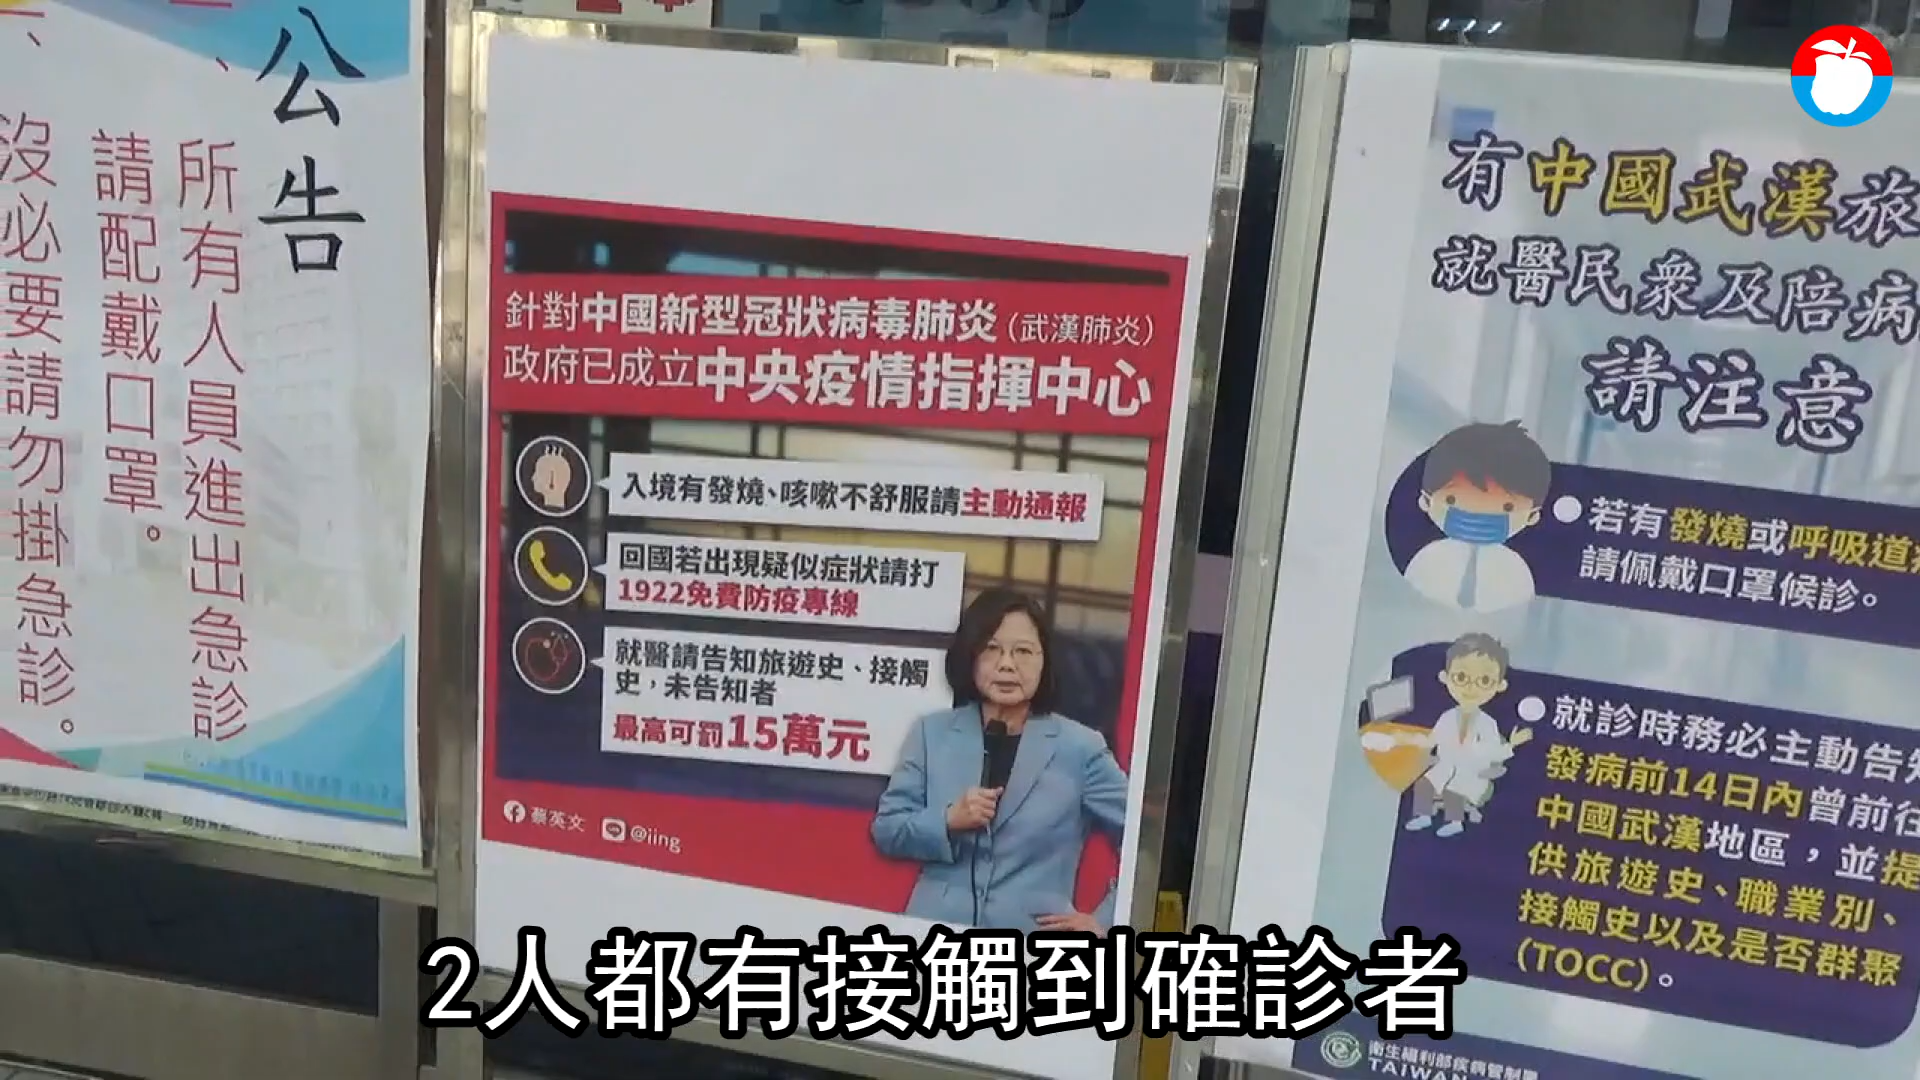 公告
一、所有人員進出急診
請配戴口罩。
沒必要請勿掛急診。
針對中國新型冠狀病毒肺炎（武漢肺炎）
政府已成立中央疫情指揮中心
入境有發燒、咳嗽不舒服請主動通報
回國若出現疑似症狀請打
1922免費防疫專線
就醫請告知旅遊史、接觸
史，未告知者
最高可罰15萬元
蔡英文 @iing
有中國武漢旅
就醫民眾及陪病
請注意
若有發燒或呼吸道
請佩戴口罩候診。
就診時務必主動告知
發病前14日內曾前往
中國武漢地區，並提
供旅遊史、職業別、
接觸史以及是否群聚
(TOCC)。
衛生福利部疾病管制署
TAIWAN
2人都有接觸到確診者